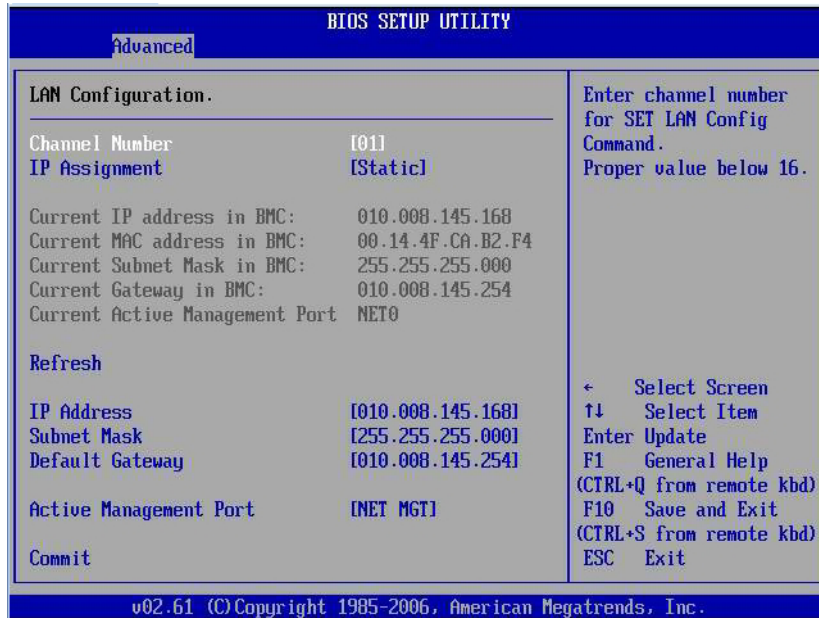 BIOS SETUP UTILITY
Advanced
LAN Configuration.
Channel Number [01]
IP Assignment [Static]
Current IP address in BMC: 010.008.145.168
Current MAC address in BMC: 00.14.4F.CA.B2.F4
Current Subnet Mask in BMC: 255.255.255.000
Current Gateway in BMC: 010.008.145.254
Current Active Management Port NET0
Refresh
IP Address [010.008.145.168]
Subnet Mask [255.255.255.000]
Default Gateway [010.008.145.254]
Active Management Port [NET MGT]
Commit
Enter channel number
for SET LAN Config
Command.
Proper value below 16.
← Select Screen
↑↓ Select Item
Enter Update
F1 General Help
(CTRL+Q from remote kbd)
F10 Save and Exit
(CTRL+S from remote kbd)
ESC Exit
v02.61 (C)Copyright 1985-2006, American Megatrends, Inc.